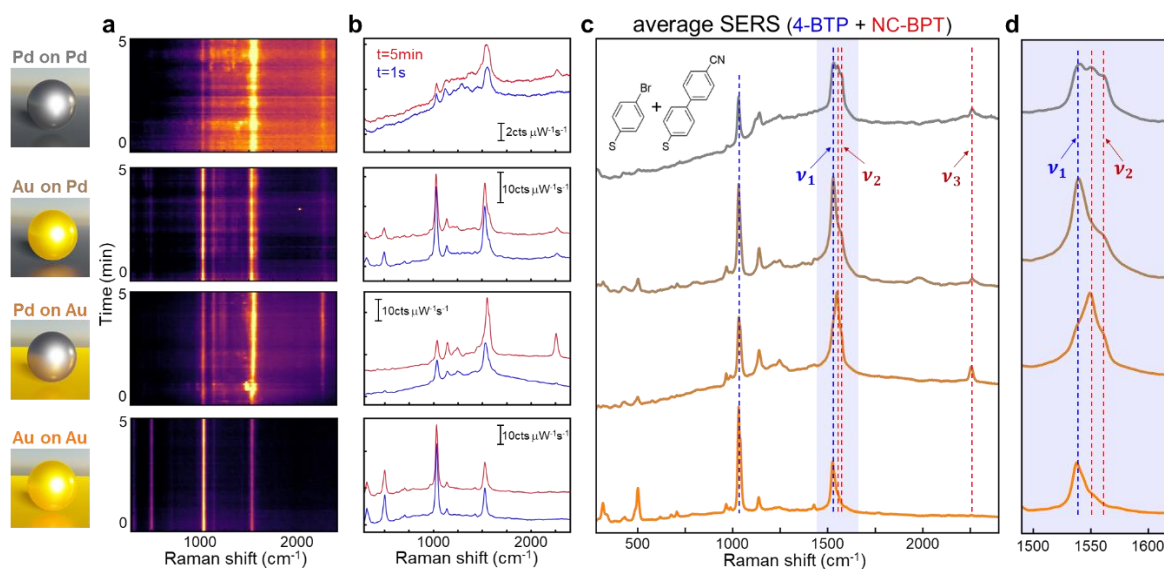 a
b
c average SERS (4-BTP + NC-BPT)
d
Pd on Pd
Au on Pd
Pd on Au
Au on Au
Time (min)
5
0
5
0
5
0
5
0
1000 2000
Raman shift (cm-1)
t=5min
t=1s
2cts μW-1s-1
10cts μW-1s-1
10cts μW-1s-1
10cts μW-1s-1
1000 1500 2000
Raman shift (cm-1)
Br
CN
+
S
S
ν1
ν2
ν3
500 1000 1500 2000
Raman shift (cm-1)
ν1
ν2
1500 1550 1600